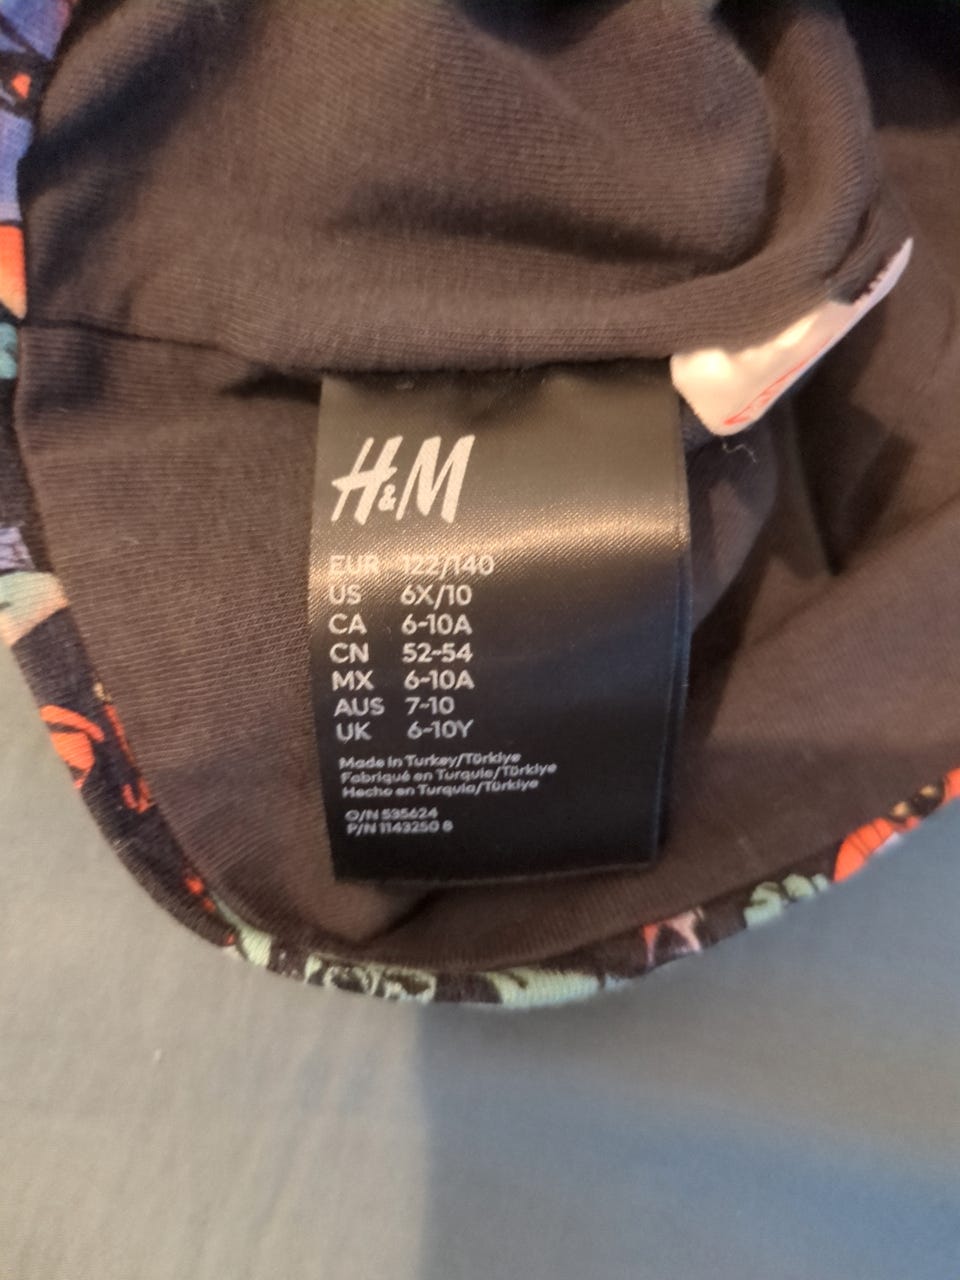 H&M
EUR 122/140
US 6X/10
CA 6-10A
CN 52-54
MX 6-10A
AUS 7-10
UK 6-10Y
Made in Turkey/Türkiye
Fabriqué en Turquie/Türkiye
Hecho en Turquía/Türkiye
O/N 535624
P/N 1143250 8